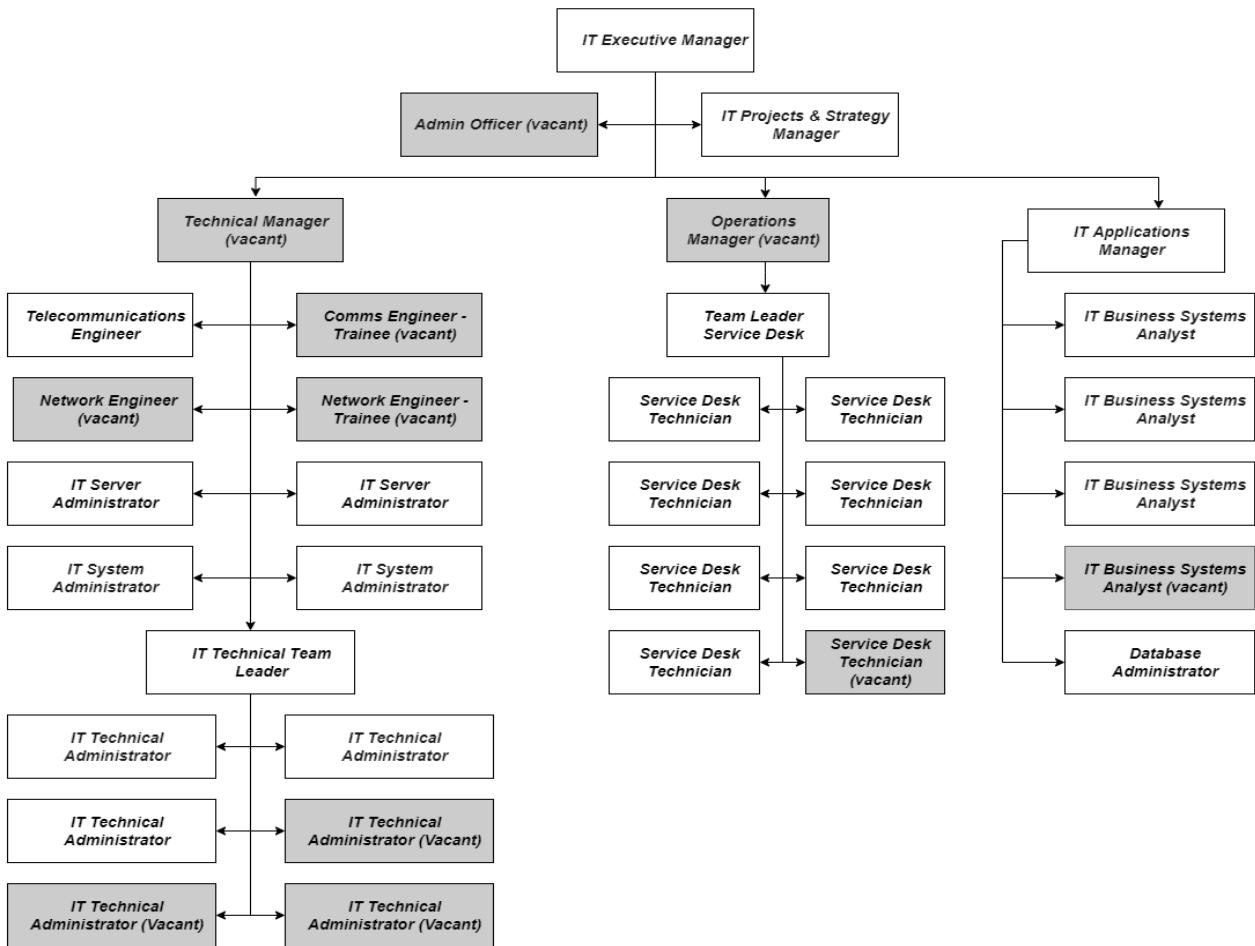 IT Executive Manager
Admin Officer (vacant)
IT Projects & Strategy
Manager
Technical Manager
(vacant)
Operations
Manager (vacant)
IT Applications
Manager
Telecommunications
Engineer
Comms Engineer -
Trainee (vacant)
Network Engineer
(vacant)
Network Engineer -
Trainee (vacant)
IT Server
Administrator
IT Server
Administrator
IT System
Administrator
IT System
Administrator
IT Technical Team
Leader
IT Technical
Administrator
IT Technical
Administrator
IT Technical
Administrator
IT Technical
Administrator (Vacant)
IT Technical
Administrator (Vacant)
IT Technical
Administrator (Vacant)
Team Leader
Service Desk
Service Desk
Technician
Service Desk
Technician
Service Desk
Technician
Service Desk
Technician
Service Desk
Technician
Service Desk
Technician
Service Desk
Technician
Service Desk
Technician
(vacant)
IT Business Systems
Analyst
IT Business Systems
Analyst
IT Business Systems
Analyst
IT Business Systems
Analyst (vacant)
Database
Administrator